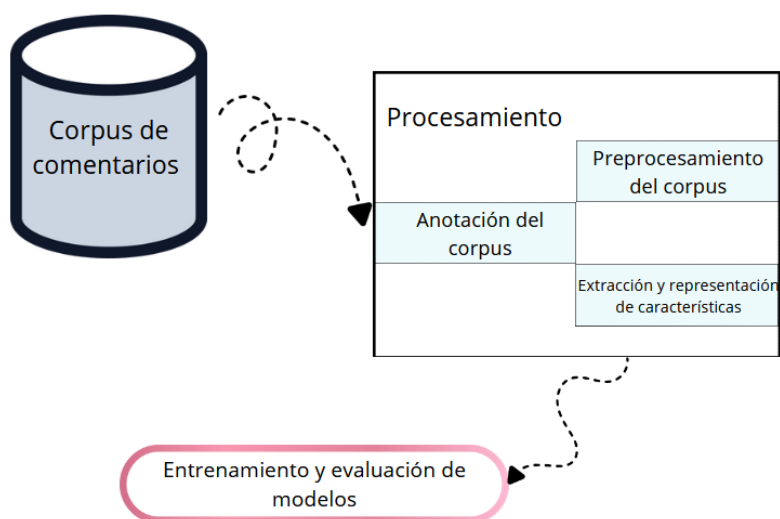 Corpus de
comentarios
Procesamiento
Preprocesamiento
del corpus
Anotación del
corpus
Extracción y representación
de características
Entrenamiento y evaluación de
modelos